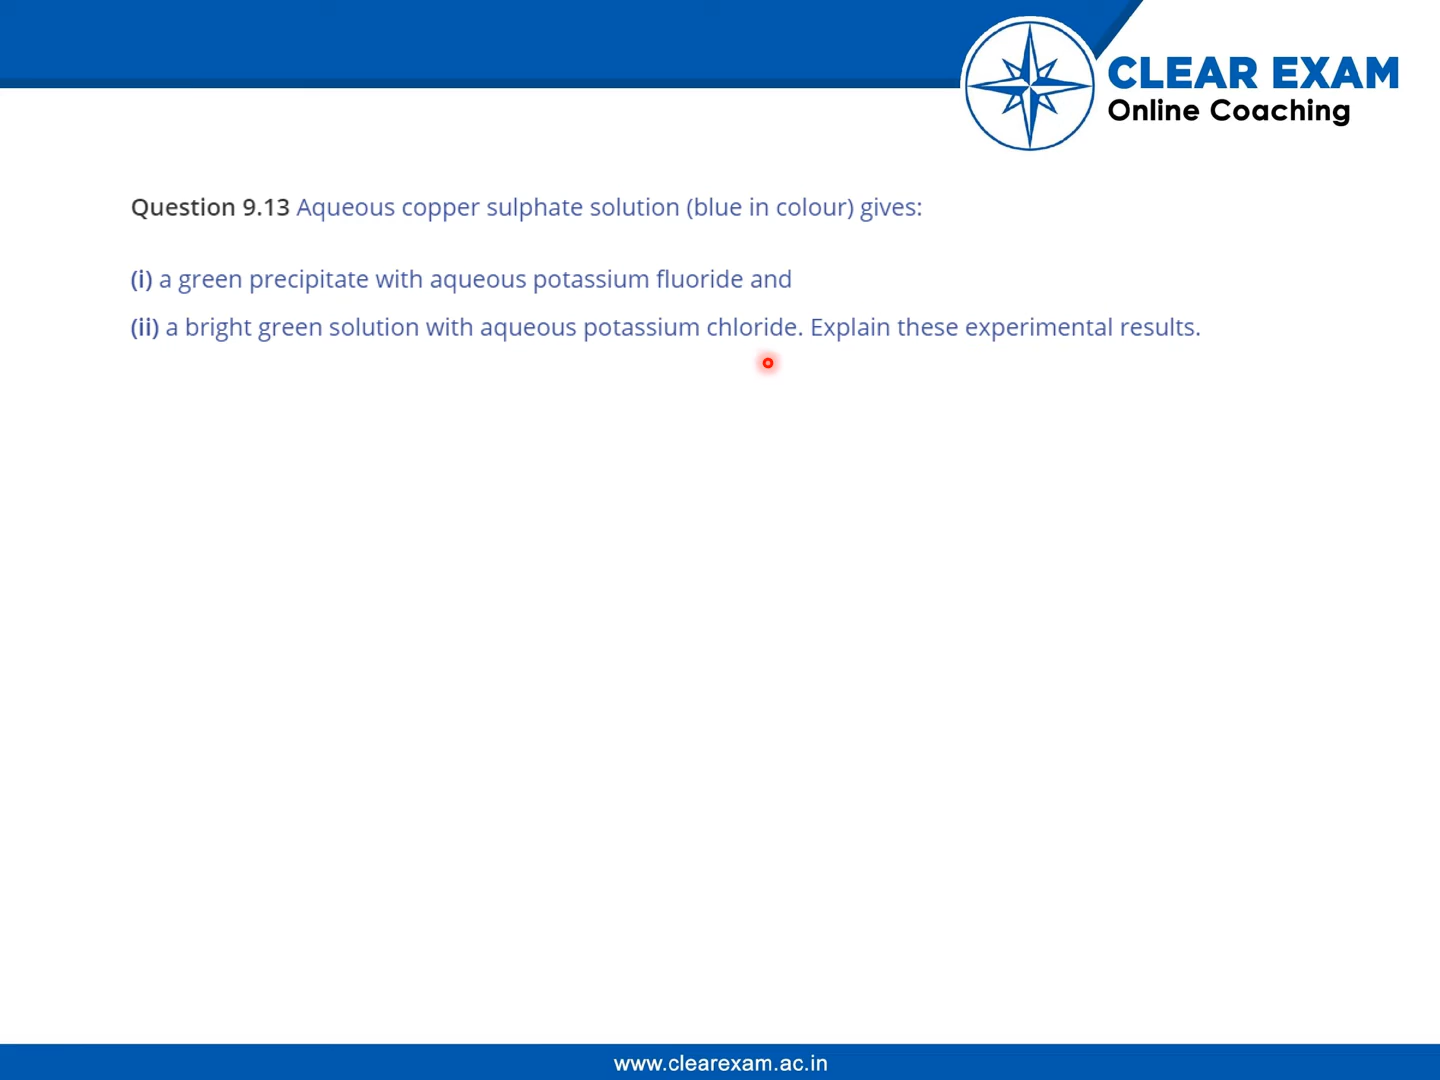 CLEAR EXAM
Online Coaching
Question 9.13 Aqueous copper sulphate solution (blue in colour) gives:
(i) a green precipitate with aqueous potassium fluoride and
(ii) a bright green solution with aqueous potassium chloride. Explain these experimental results.
www.clearexam.ac.in